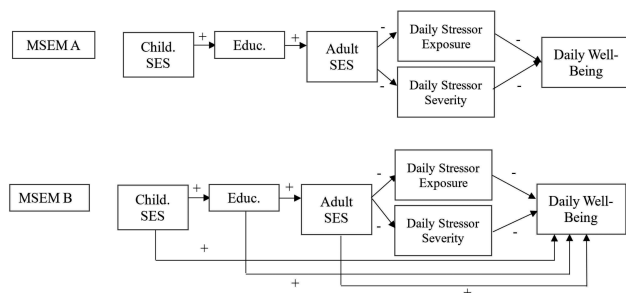 MSEM A
Child.
SES
+
Educ.
+
Adult
SES
-
-
Daily Stressor
Exposure
Daily Stressor
Severity
-
-
Daily Well-
Being
MSEM B
Child.
SES
+
Educ.
+
Adult
SES
-
-
Daily Stressor
Exposure
Daily Stressor
Severity
-
-
Daily Well-
Being
+
+
+